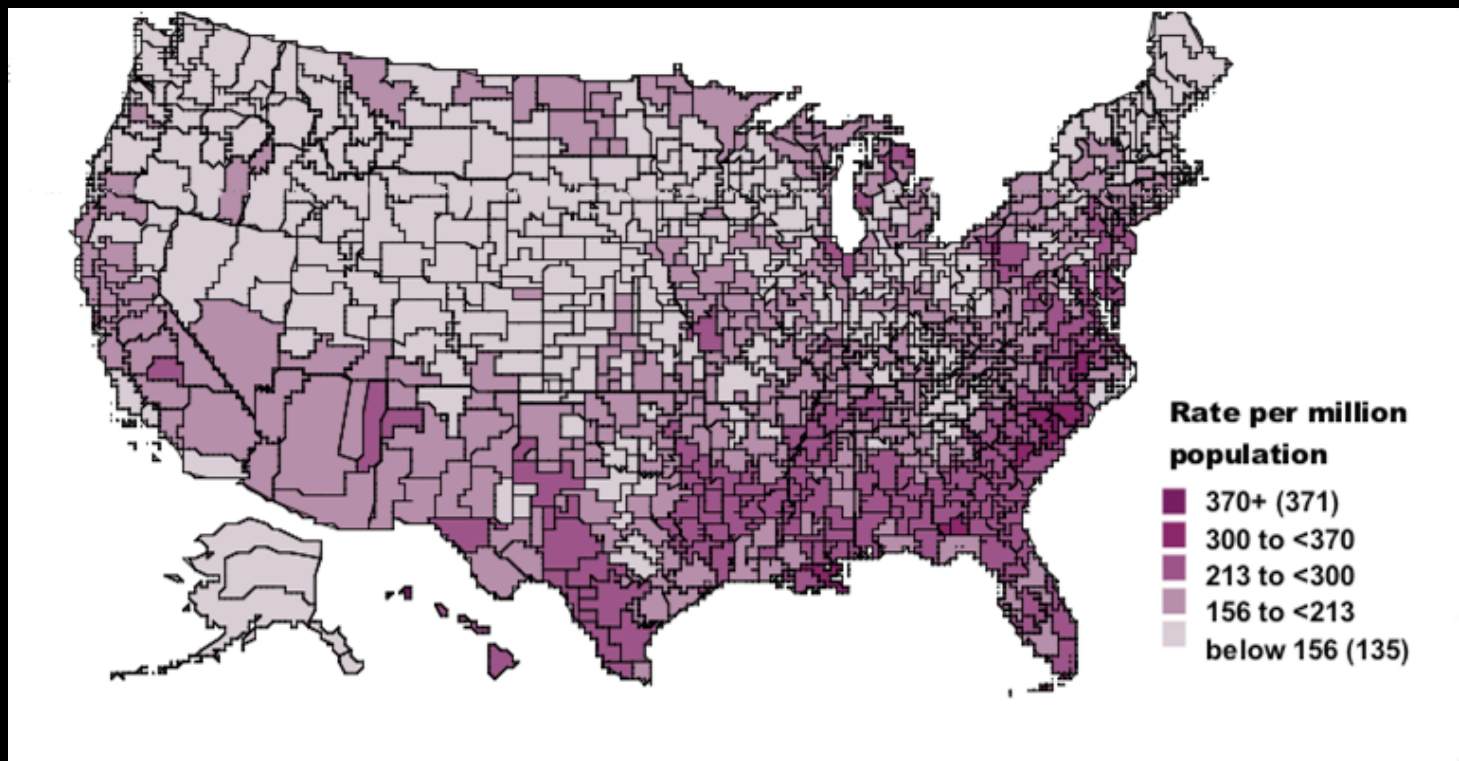 Rate per million
population
370+ (371)
300 to <370
213 to <300
156 to <213
below 156 (135)